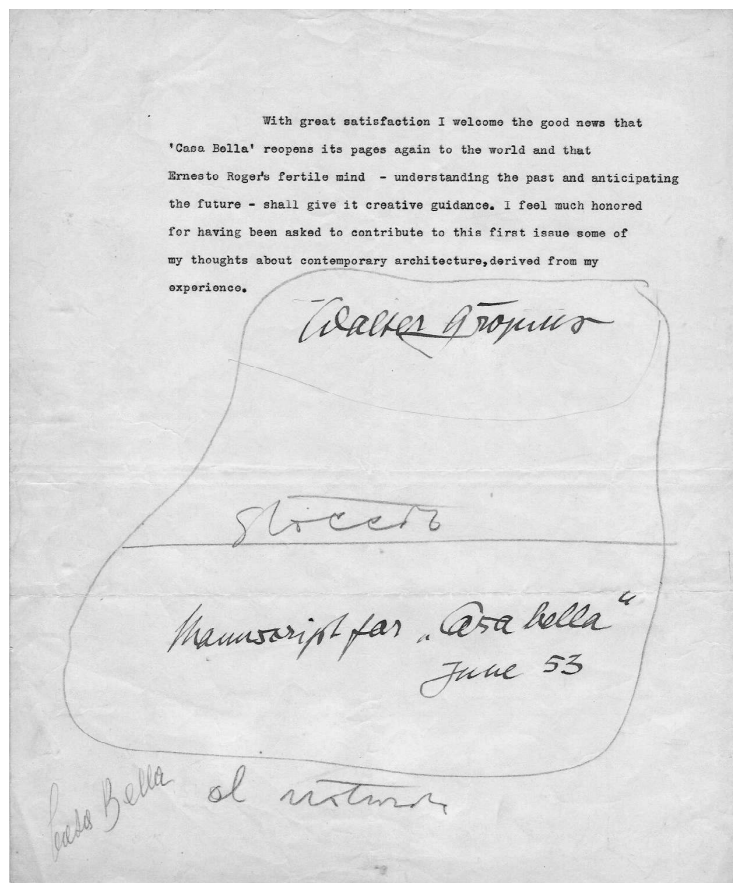 With great satisfaction I welcome the good news that
'Casa Bella' reopens its pages again to the world and that
Ernesto Roger's fertile mind - understanding the past and anticipating
the future - shall give it creative guidance. I feel much honored
for having been asked to contribute to this first issue some of
my thoughts about contemporary architecture,derived from my
experience.
Walter Gropius
Manuscript for „Casa bella“
June 53
Casa Bella al